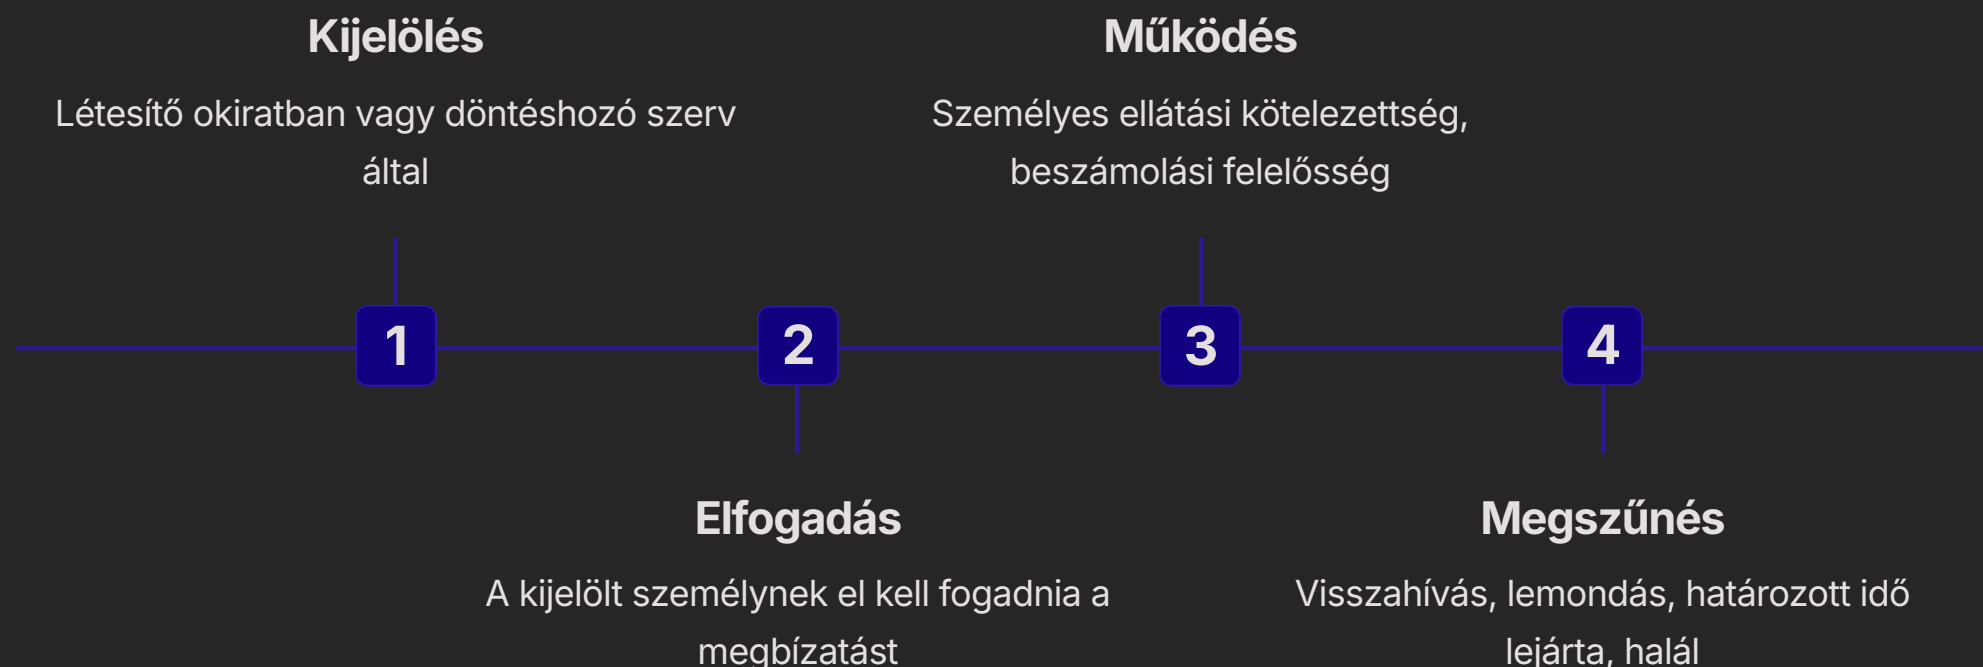 Kijelölés
Létesítő okiratban vagy döntéshozó szerv
által
Működés
Személyes ellátási kötelezettség,
beszámolási felelősség
1
2
3
4
Elfogadás
A kijelölt személynek el kell fogadnia a
megbízatást
Megszűnés
Visszahívás, lemondás, határozott idő
lejárta, halál